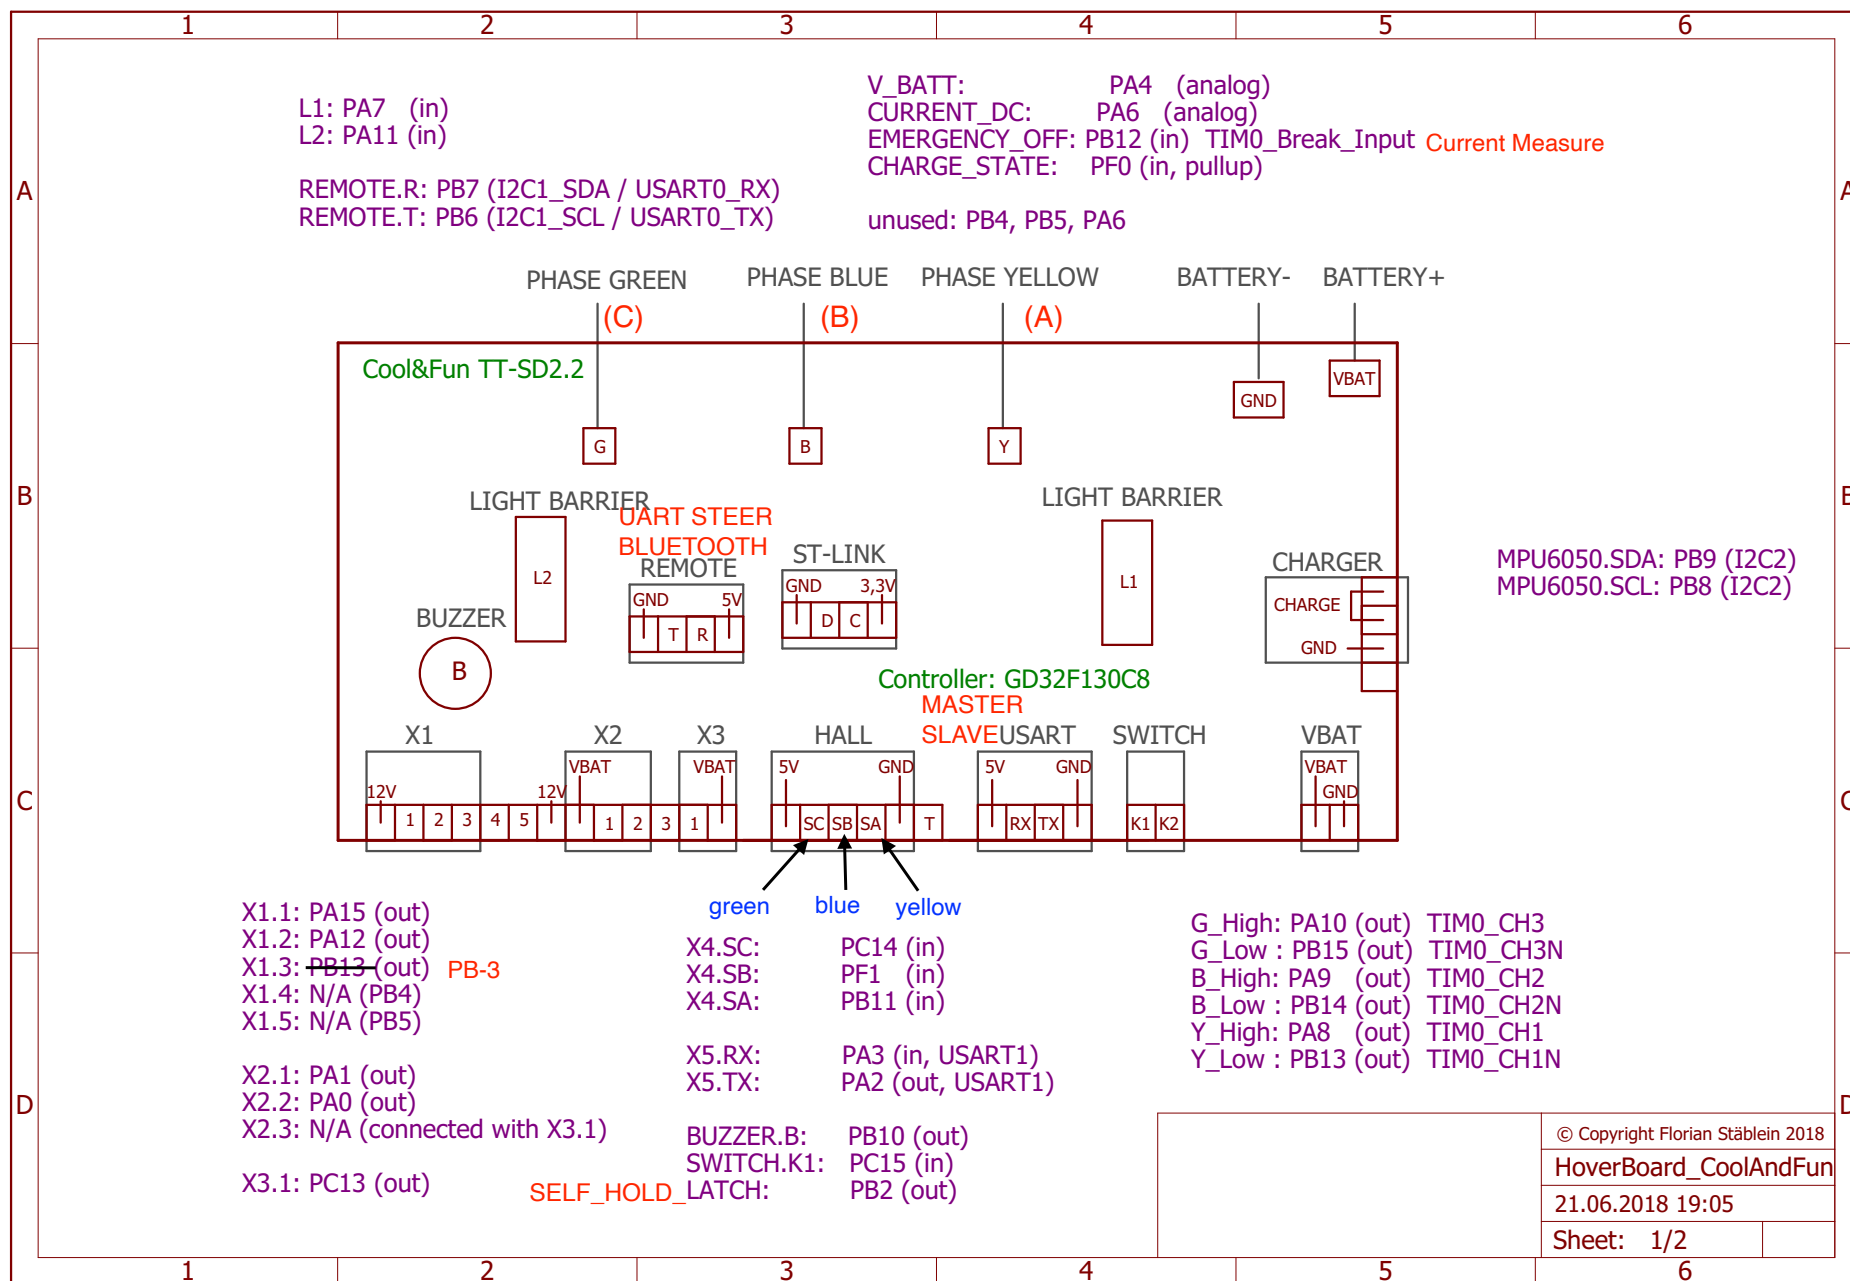 1 2 3 4 5 6
A
A
L1: PA7 (in)
L2: PA11 (in)
REMOTE.R: PB7 (I2C1_SDA / USART0_RX)
REMOTE.T: PB6 (I2C1_SCL / USART0_TX)
V_BATT: PA4 (analog)
CURRENT_DC: PA6 (analog)
EMERGENCY_OFF: PB12 (in) TIM0_Break_Input Current Measure
CHARGE_STATE: PF0 (in, pullup)
unused: PB4, PB5, PA6
PHASE GREEN PHASE BLUE PHASE YELLOW BATTERY- BATTERY+
(C) (B) (A)
Cool&Fun TT-SD2.2
VBAT
GND
G B Y
B
B
LIGHT BARRIER
LIGHT BARRIER
UART STEER
BLUETOOTH
REMOTE
ST-LINK
CHARGER
L2
L1
GND 5V
T R
GND 3,3V
D C
CHARGE
GND
MPU6050.SDA: PB9 (I2C2)
MPU6050.SCL: PB8 (I2C2)
BUZZER
B
Controller: GD32F130C8
MASTER
SLAVE
X1 X2 X3 HALL USART SWITCH VBAT
C
C
12V 12V VBAT VBAT 5V GND 5V GND VBAT
GND
1 2 3 4 5 1 2 3 1 SC SB SA T RX TX K1 K2
green blue yellow
X1.1: PA15 (out)
X1.2: PA12 (out)
X1.3: PB13 (out) PB-3
X1.4: N/A (PB4)
X1.5: N/A (PB5)
X2.1: PA1 (out)
X2.2: PA0 (out)
X2.3: N/A (connected with X3.1)
X3.1: PC13 (out)
X4.SC: PC14 (in)
X4.SB: PF1 (in)
X4.SA: PB11 (in)
X5.RX: PA3 (in, USART1)
X5.TX: PA2 (out, USART1)
BUZZER.B: PB10 (out)
SWITCH.K1: PC15 (in)
SELF_HOLD_LATCH: PB2 (out)
G_High: PA10 (out) TIM0_CH3
G_Low : PB15 (out) TIM0_CH3N
B_High: PA9 (out) TIM0_CH2
B_Low : PB14 (out) TIM0_CH2N
Y_High: PA8 (out) TIM0_CH1
Y_Low : PB13 (out) TIM0_CH1N
D
D
© Copyright Florian Stäblein 2018
HoverBoard_CoolAndFun
21.06.2018 19:05
Sheet: 1/2
1 2 3 4 5 6